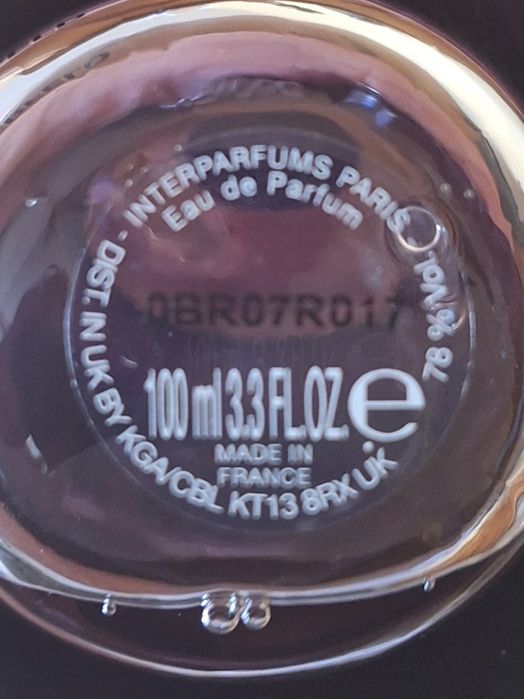 INTERPARFUMS PARIS - 78 % Vol.
Eau de Parfum
0BR07R017
100 ml 3.3 FL.OZ. e
MADE IN
FRANCE
- DIST. IN UK BY KGA/CBL KT13 8RX UK -